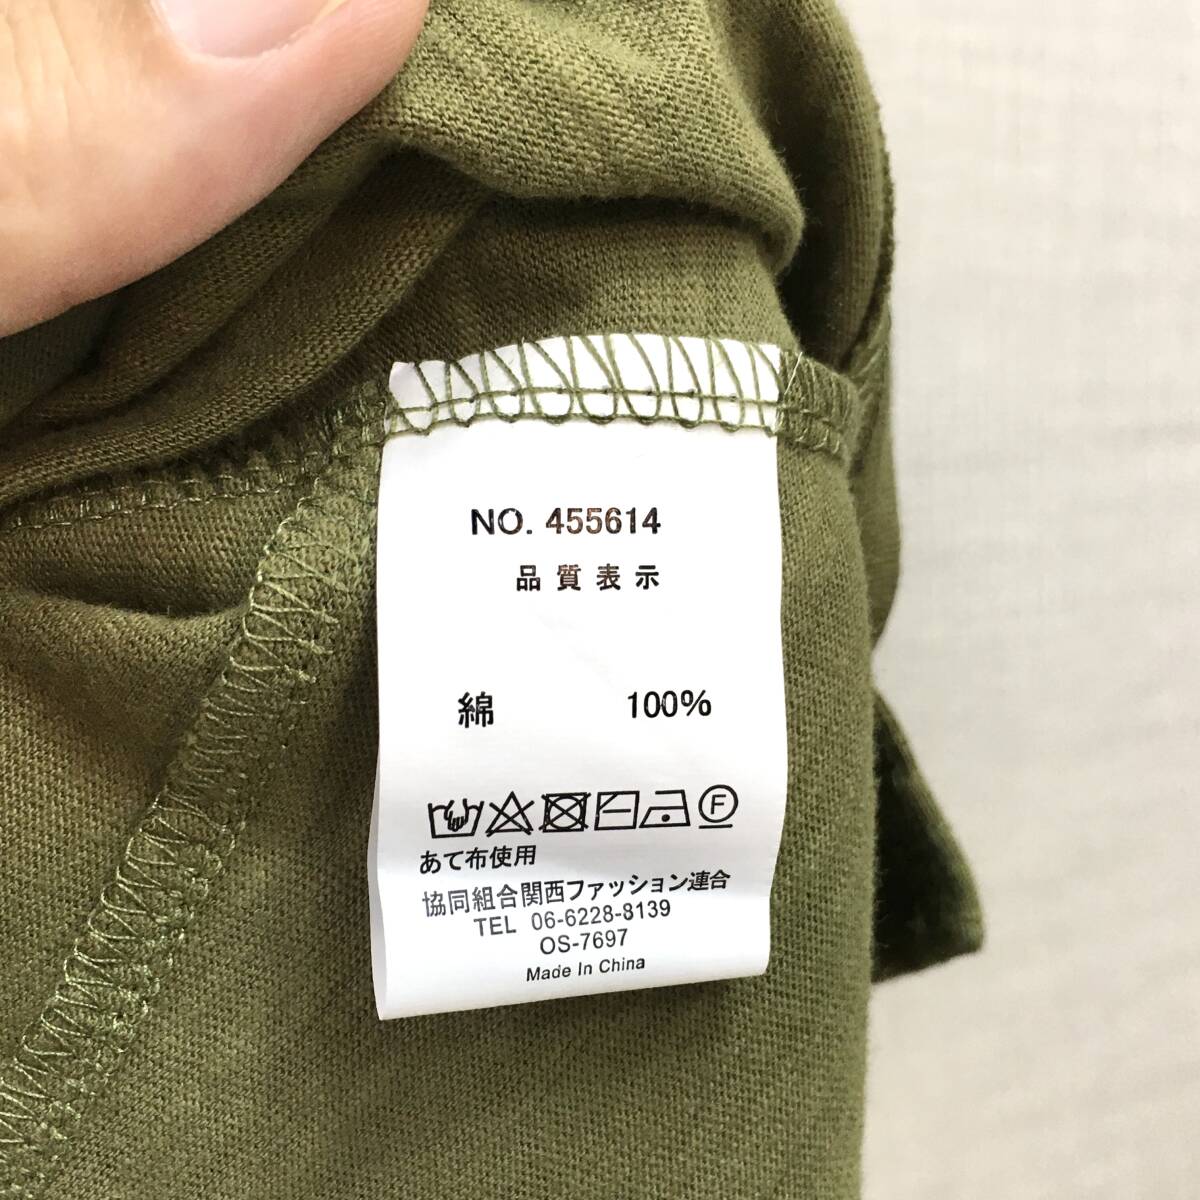 NO. 455614
品質表示
綿 100%
F
あて布使用
協同組合関西ファッション連合
TEL 06-6228-8139
OS-7697
Made In China